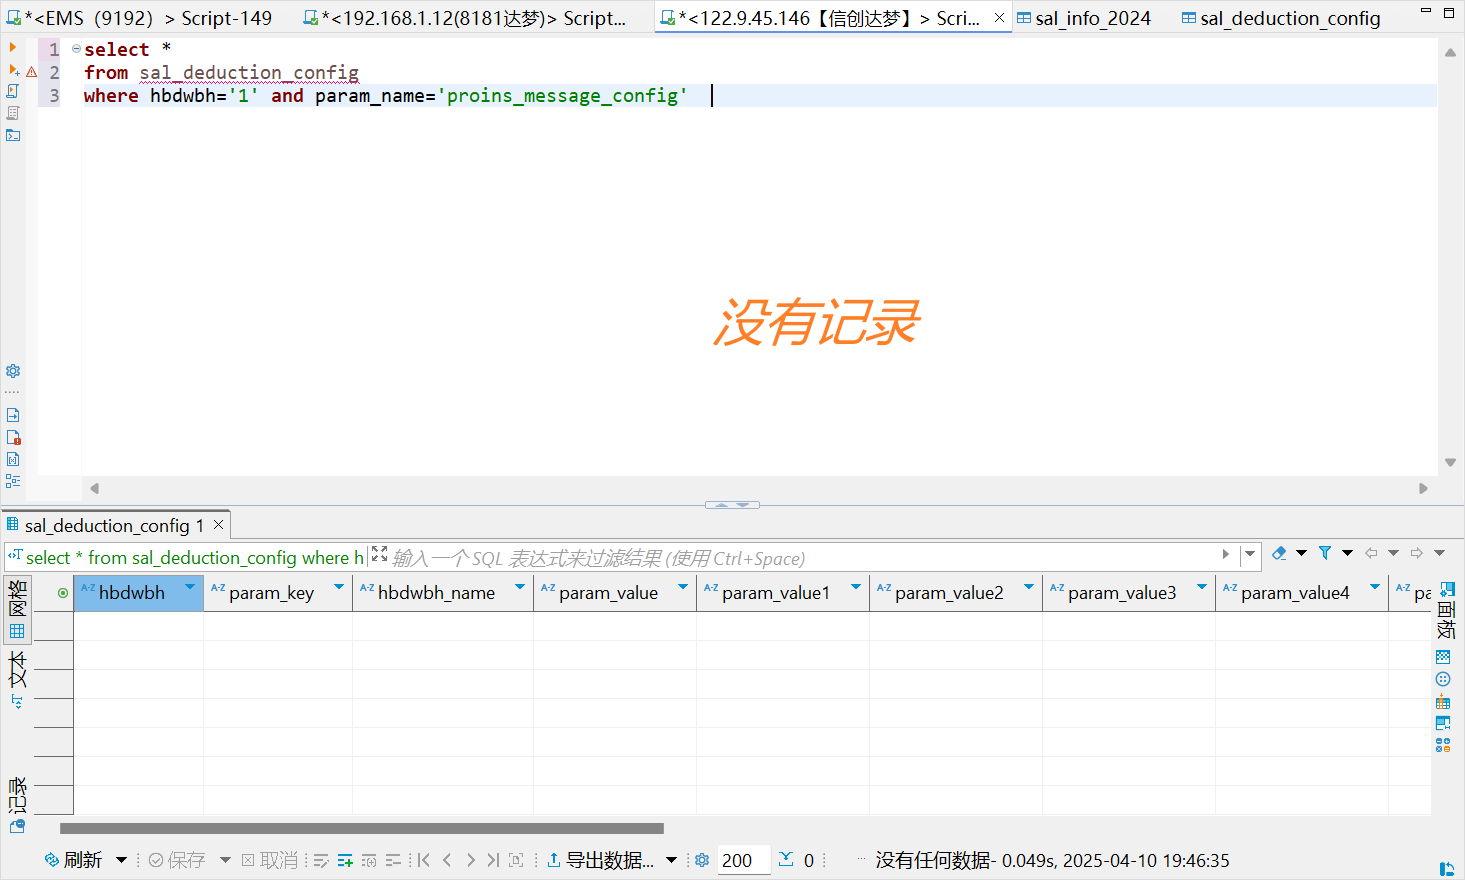 *<EMS（9192）> Script-149
*<192.168.1.12(8181达梦)> Script...
*<122.9.45.146【信创达梦】> Scri...
sal_info_2024
sal_deduction_config
1 select *
2 from sal_deduction_config
3 where hbdwbh='1' and param_name='proins_message_config'
没有记录
sal_deduction_config 1
select * from sal_deduction_config where h
输入一个 SQL 表达式来过滤结果 (使用 Ctrl+Space)
网格
文本
记录
A-Z hbdwbh
A-Z param_key
A-Z hbdwbh_name
A-Z param_value
A-Z param_value1
A-Z param_value2
A-Z param_value3
A-Z param_value4
A-Z pa
面板
刷新
保存
取消
导出数据...
200
0
没有任何数据- 0.049s, 2025-04-10 19:46:35